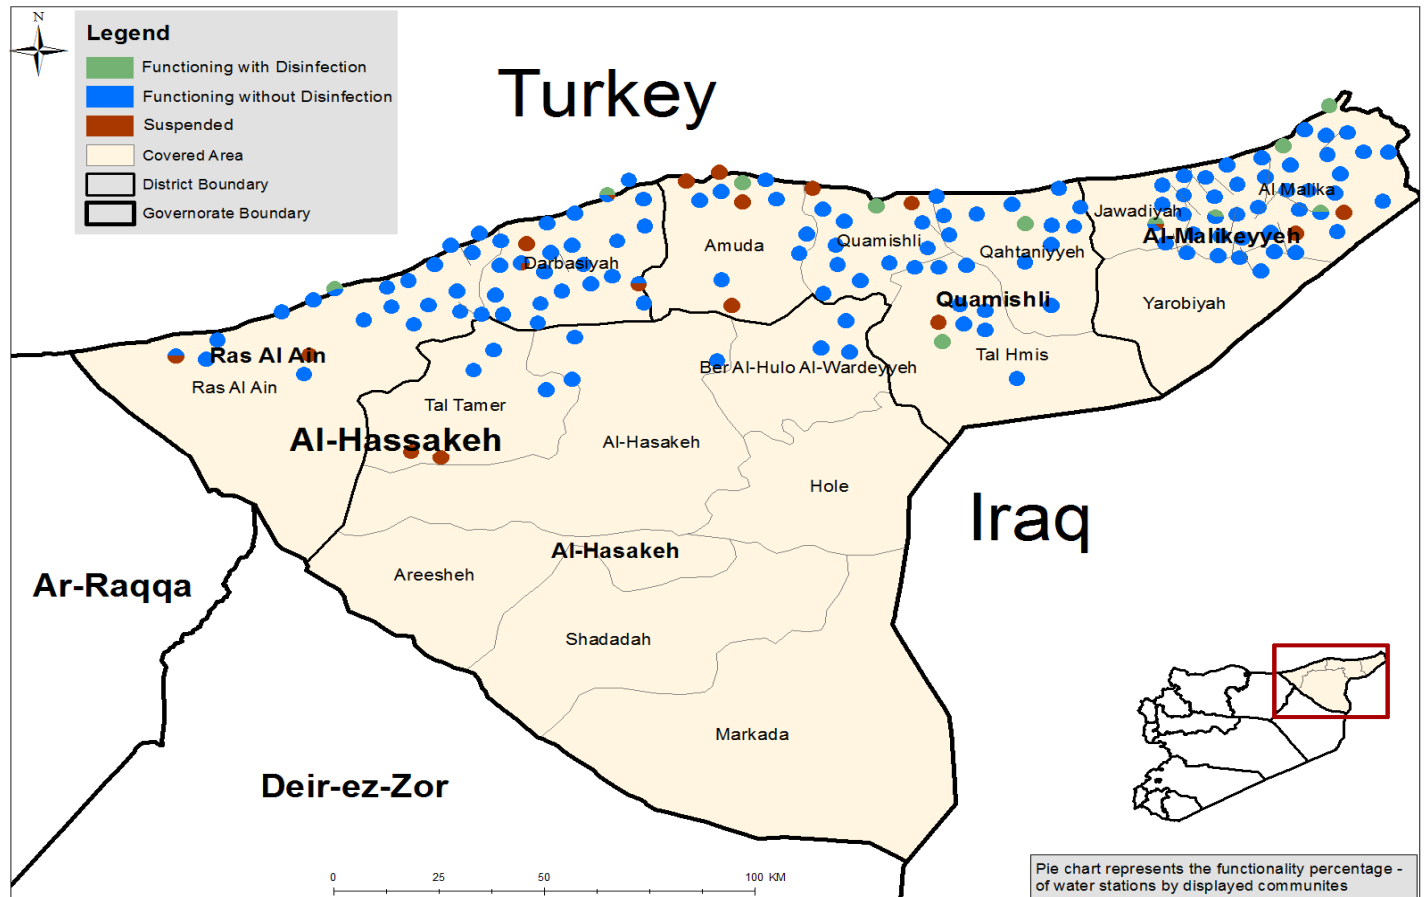 N
Legend
Functioning with Disinfection
Functioning without Disinfection
Suspended
Covered Area
District Boundary
Governorate Boundary
Turkey
Al Malika
Jawadiyah
Al-Malikeyyeh
Amuda
Quamishli
Qahtaniyyeh
Darbasiyah
Quamishli
Yarobiyah
Ras Al Ain
Tal Hmis
Ber Al-Hulo Al-Wardeyyeh
Ras Al Ain
Tal Tamer
Al-Hassakeh
Al-Hasakeh
Hole
Iraq
Al-Hasakeh
Areesheh
Ar-Raqqa
Shadadah
Markada
Deir-ez-Zor
0 25 50 100 KM
Pie chart represents the functionality percentage -
of water stations by displayed communites